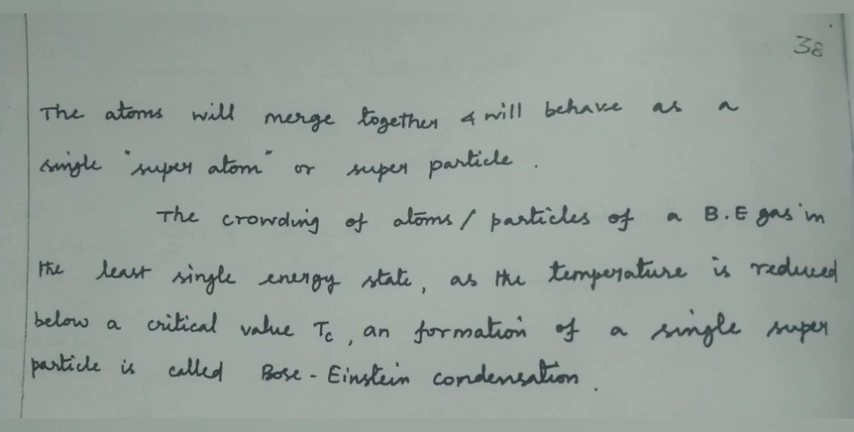 38
The atoms will merge together & will behave as a
single "super atom" or super particle.
The crowding of atoms / particles of a B.E gas in
the least single energy state, as the temperature is reduced
below a critical value Tc, an formation of a single super
particle is called Bose-Einstein condensation.